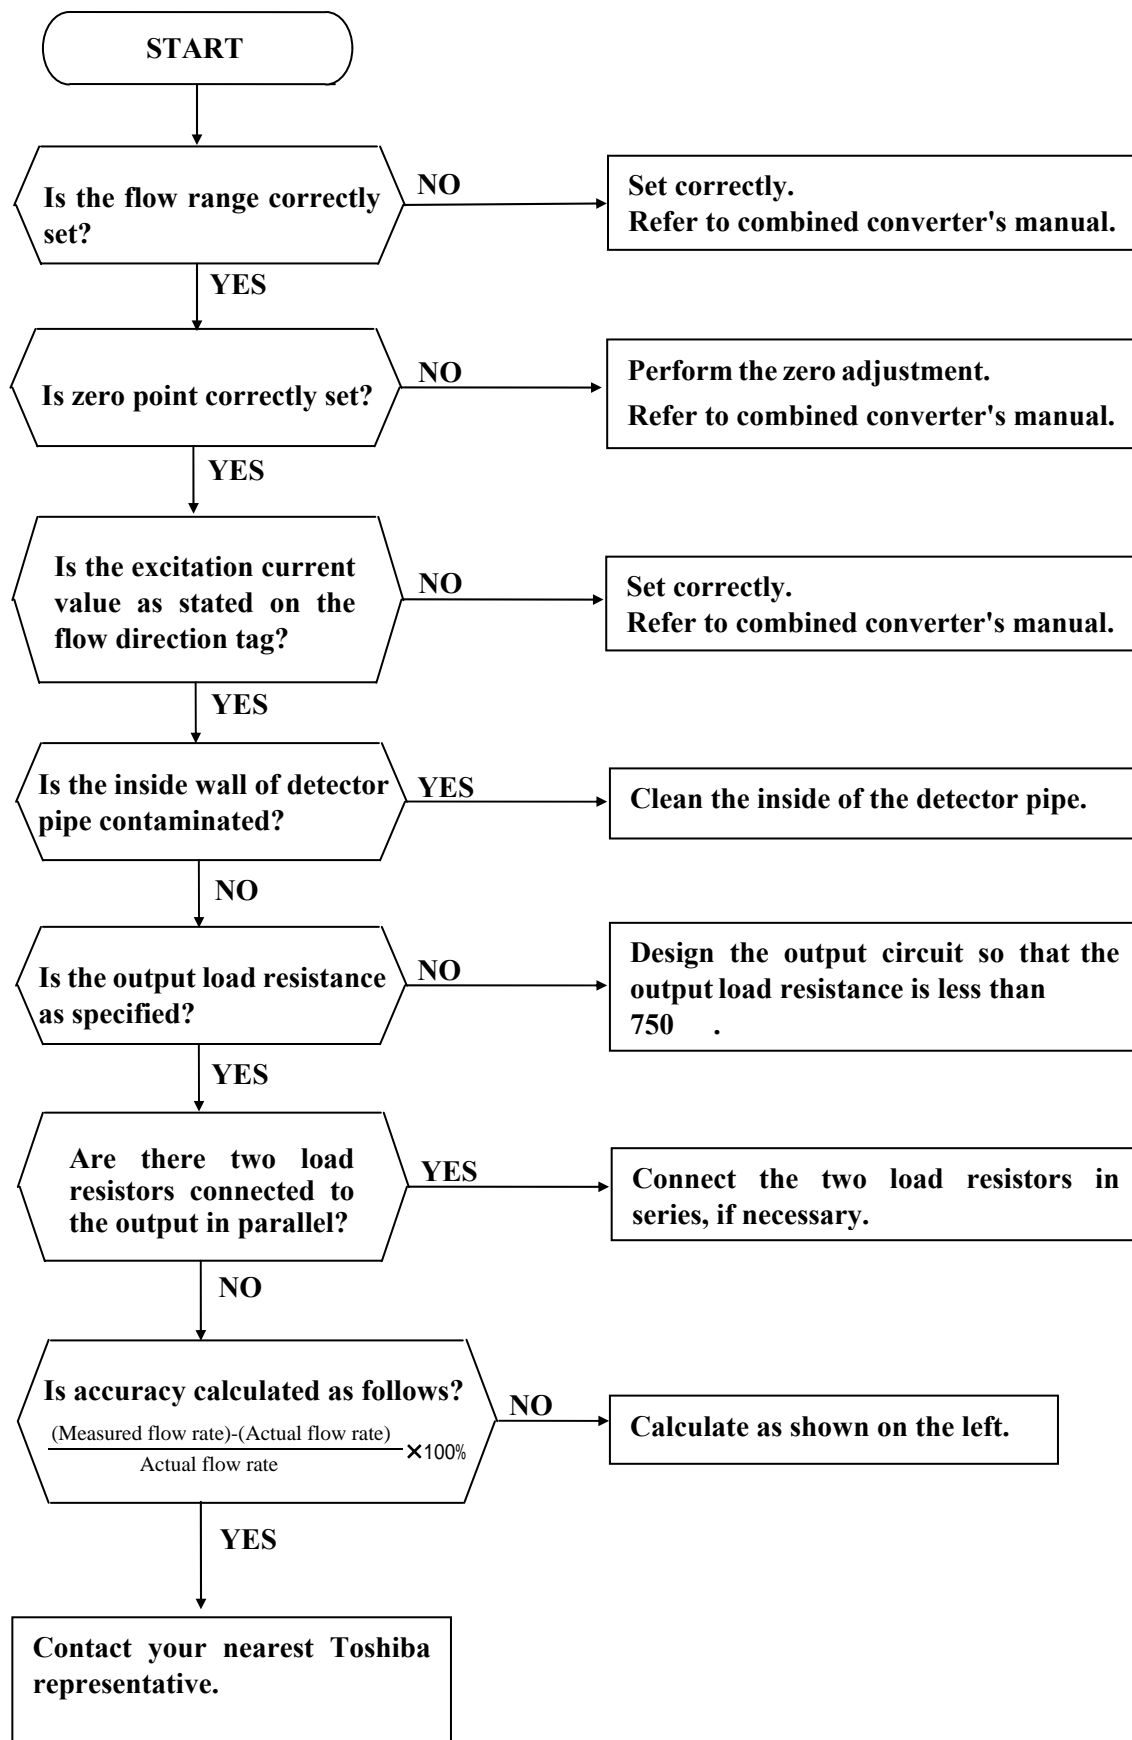 START
Is the flow range correctly
set?
NO
Set correctly.
Refer to combined converter's manual.
YES
Is zero point correctly set?
NO
Perform the zero adjustment.
Refer to combined converter's manual.
YES
Is the excitation current
value as stated on the
flow direction tag?
NO
Set correctly.
Refer to combined converter's manual.
YES
Is the inside wall of detector
pipe contaminated?
YES
Clean the inside of the detector pipe.
NO
Is the output load resistance
as specified?
NO
Design the output circuit so that the
output load resistance is less than
750 .
YES
Are there two load
resistors connected to
the output in parallel?
YES
Connect the two load resistors in
series, if necessary.
NO
Is accuracy calculated as follows?
(Measured flow rate)-(Actual flow rate)
Actual flow rate
×100%
NO
Calculate as shown on the left.
YES
Contact your nearest Toshiba
representative.